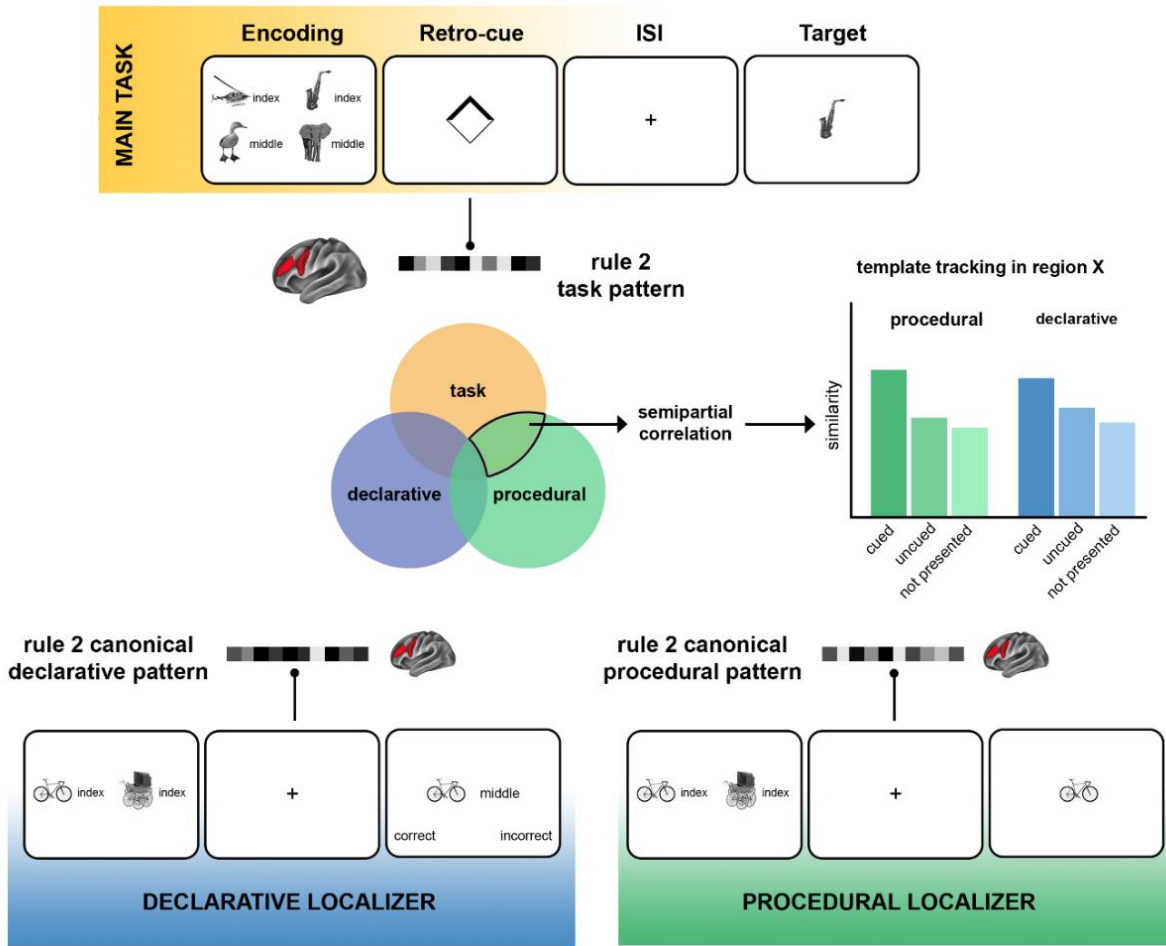 MAIN TASK
Encoding
Retro-cue
ISI
Target
index
index
middle
middle
+
rule 2
task pattern
template tracking in region X
procedural
declarative
similarity
cued
uncued
not presented
cued
uncued
not presented
task
declarative
procedural
semipartial
correlation
rule 2 canonical
declarative pattern
rule 2 canonical
procedural pattern
index
index
+
middle
correct
incorrect
DECLARATIVE LOCALIZER
index
index
+
PROCEDURAL LOCALIZER